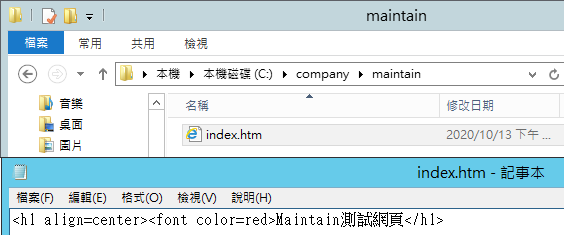 maintain
檔案 常用 共用 檢視
本機 本機磁碟 (C:) company maintain
音樂
桌面
圖片
名稱 修改日期
index.htm 2020/10/13 下午 ...
index.htm - 記事本
檔案(F) 編輯(E) 格式(O) 檢視(V) 說明(H)
<h1 align=center><font color=red>Maintain測試網頁</h1>